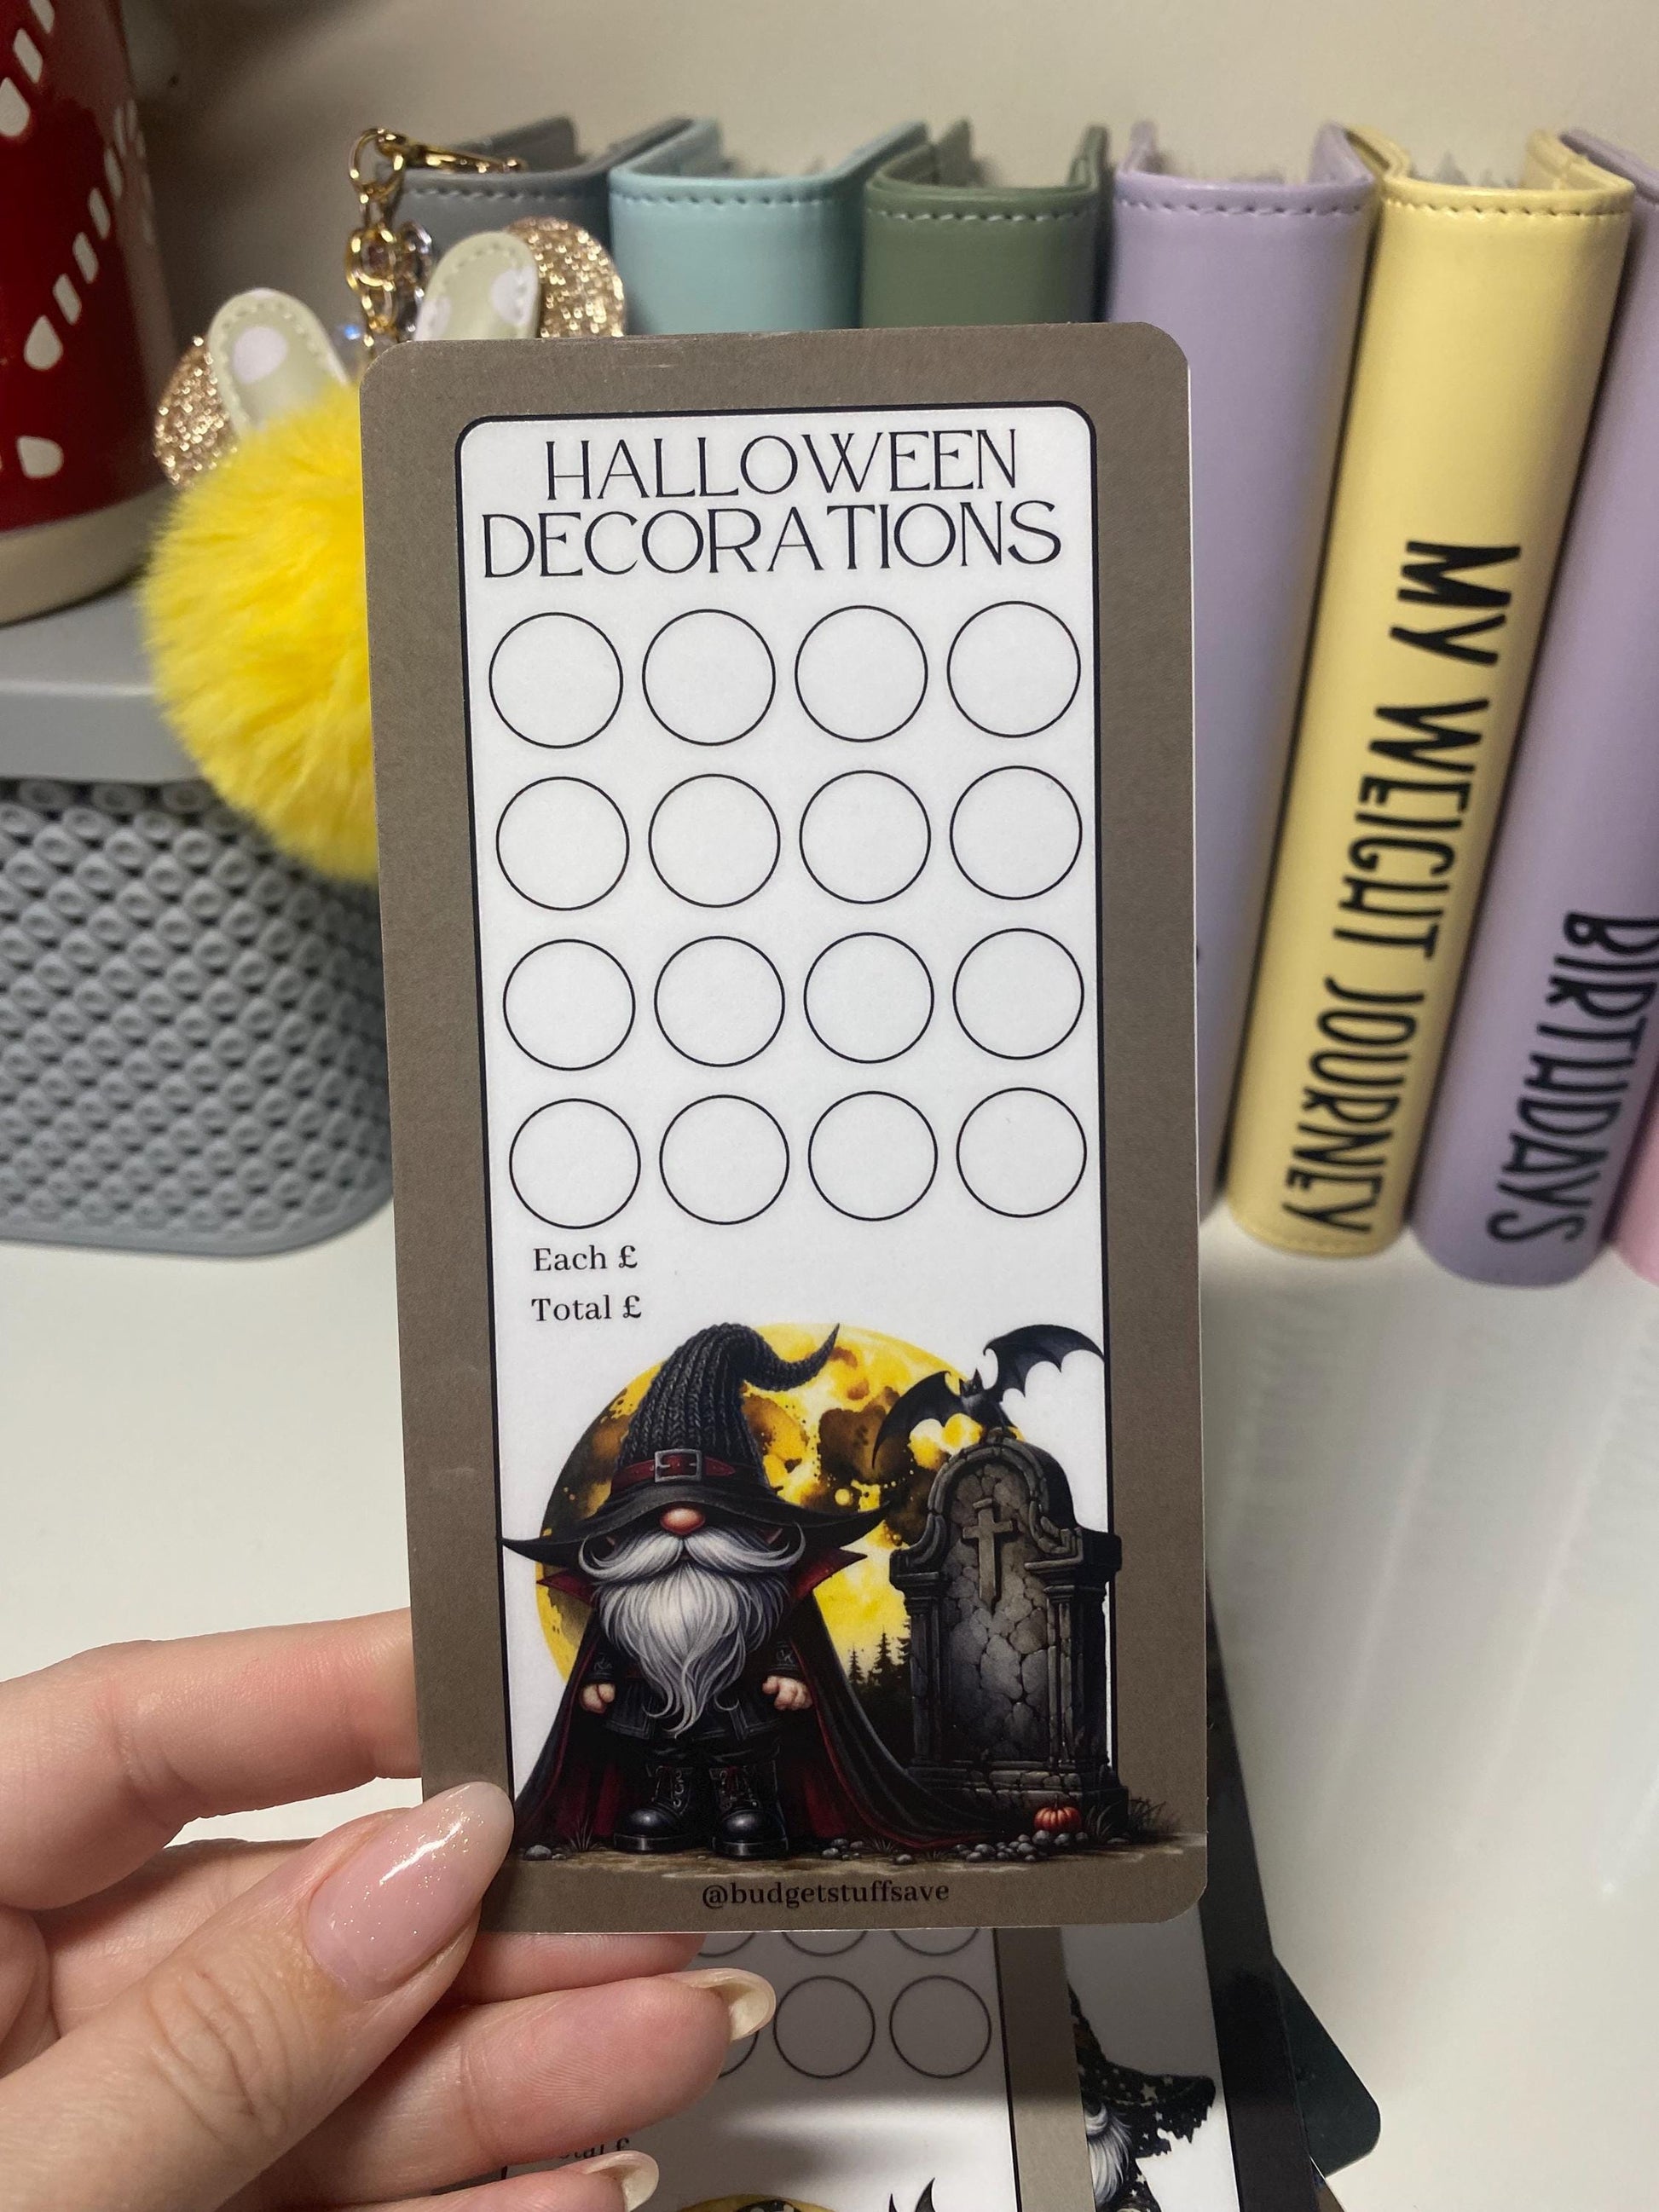 HALLOWEEN
DECORATIONS
Each £
Total £
@budgetstuffsave
MY WEIGHT JOURNEY
BIRTHDAYS